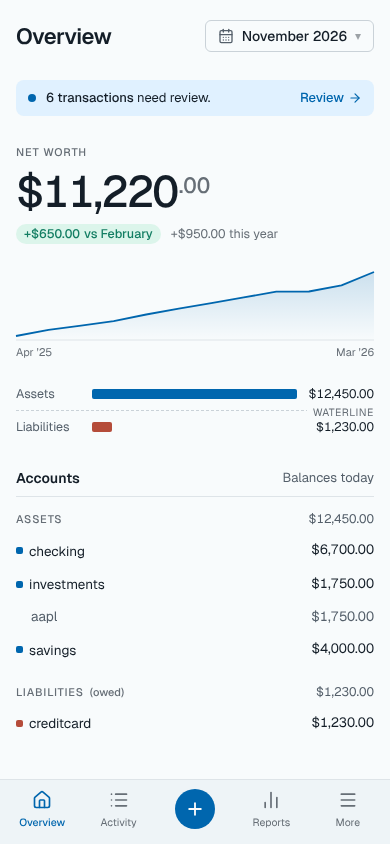 Overview
November 2026
6 transactions need review.
Review →
NET WORTH
$11,220.00
+$650.00 vs February
+$950.00 this year
Apr '25
Mar '26
Assets
$12,450.00
WATERLINE
Liabilities
$1,230.00
Accounts
Balances today
ASSETS
$12,450.00
checking
$6,700.00
investments
$1,750.00
aapl
$1,750.00
savings
$4,000.00
LIABILITIES (owed)
$1,230.00
creditcard
$1,230.00
Overview
Activity
Reports
More